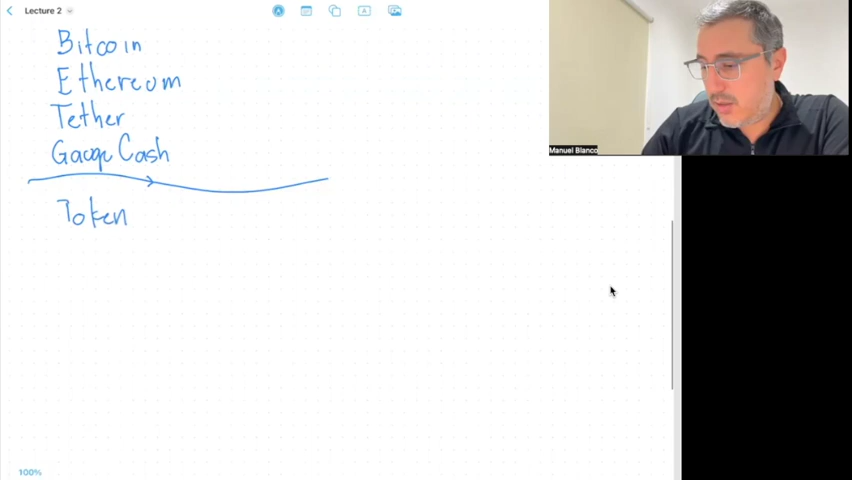 Lecture 2
Bitcoin
Ethereum
Tether
Manuel Blanco
Cash
Token
100%